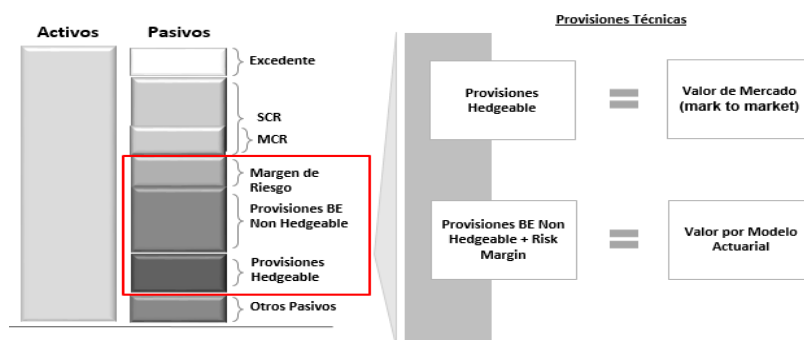 Activos
Pasivos
Excedente
SCR
MCR
Margen de
Riesgo
Provisiones BE
Non Hedgeable
Provisiones
Hedgeable
Otros Pasivos
Provisiones Técnicas
Provisiones
Hedgeable
=
Valor de Mercado
(mark to market)
Provisiones BE Non
Hedgeable + Risk
Margin
=
Valor por Modelo
Actuarial